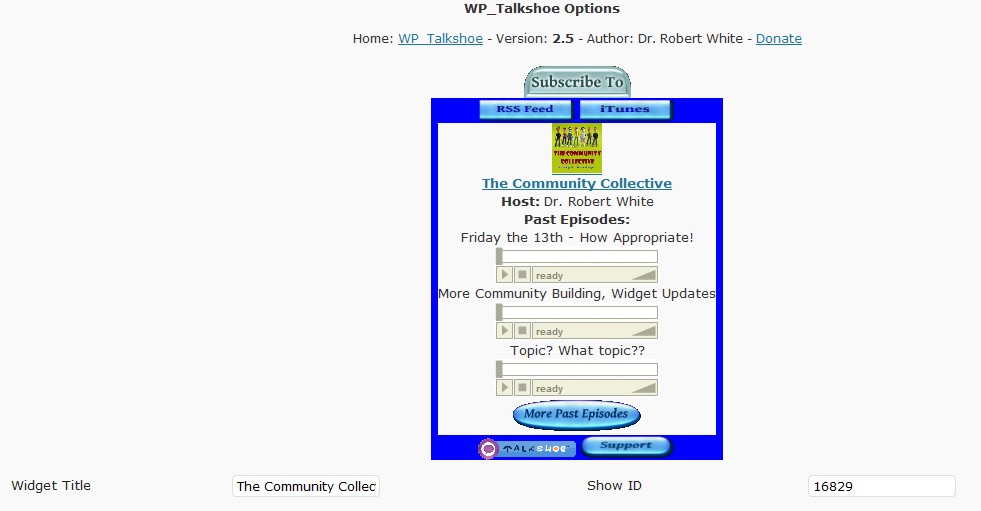 WP_Talkshoe Options
Home: WP_Talkshoe - Version: 2.5 - Author: Dr. Robert White - Donate
Subscribe To
RSS Feed iTunes
THE COMMUNITY
COLLECTIVE
The Community Collective
Host: Dr. Robert White
Past Episodes:
Friday the 13th - How Appropriate!
ready
More Community Building, Widget Updates
ready
Topic? What topic??
ready
More Past Episodes
TALKSHOE Support
Widget Title The Community Collect Show ID 16829